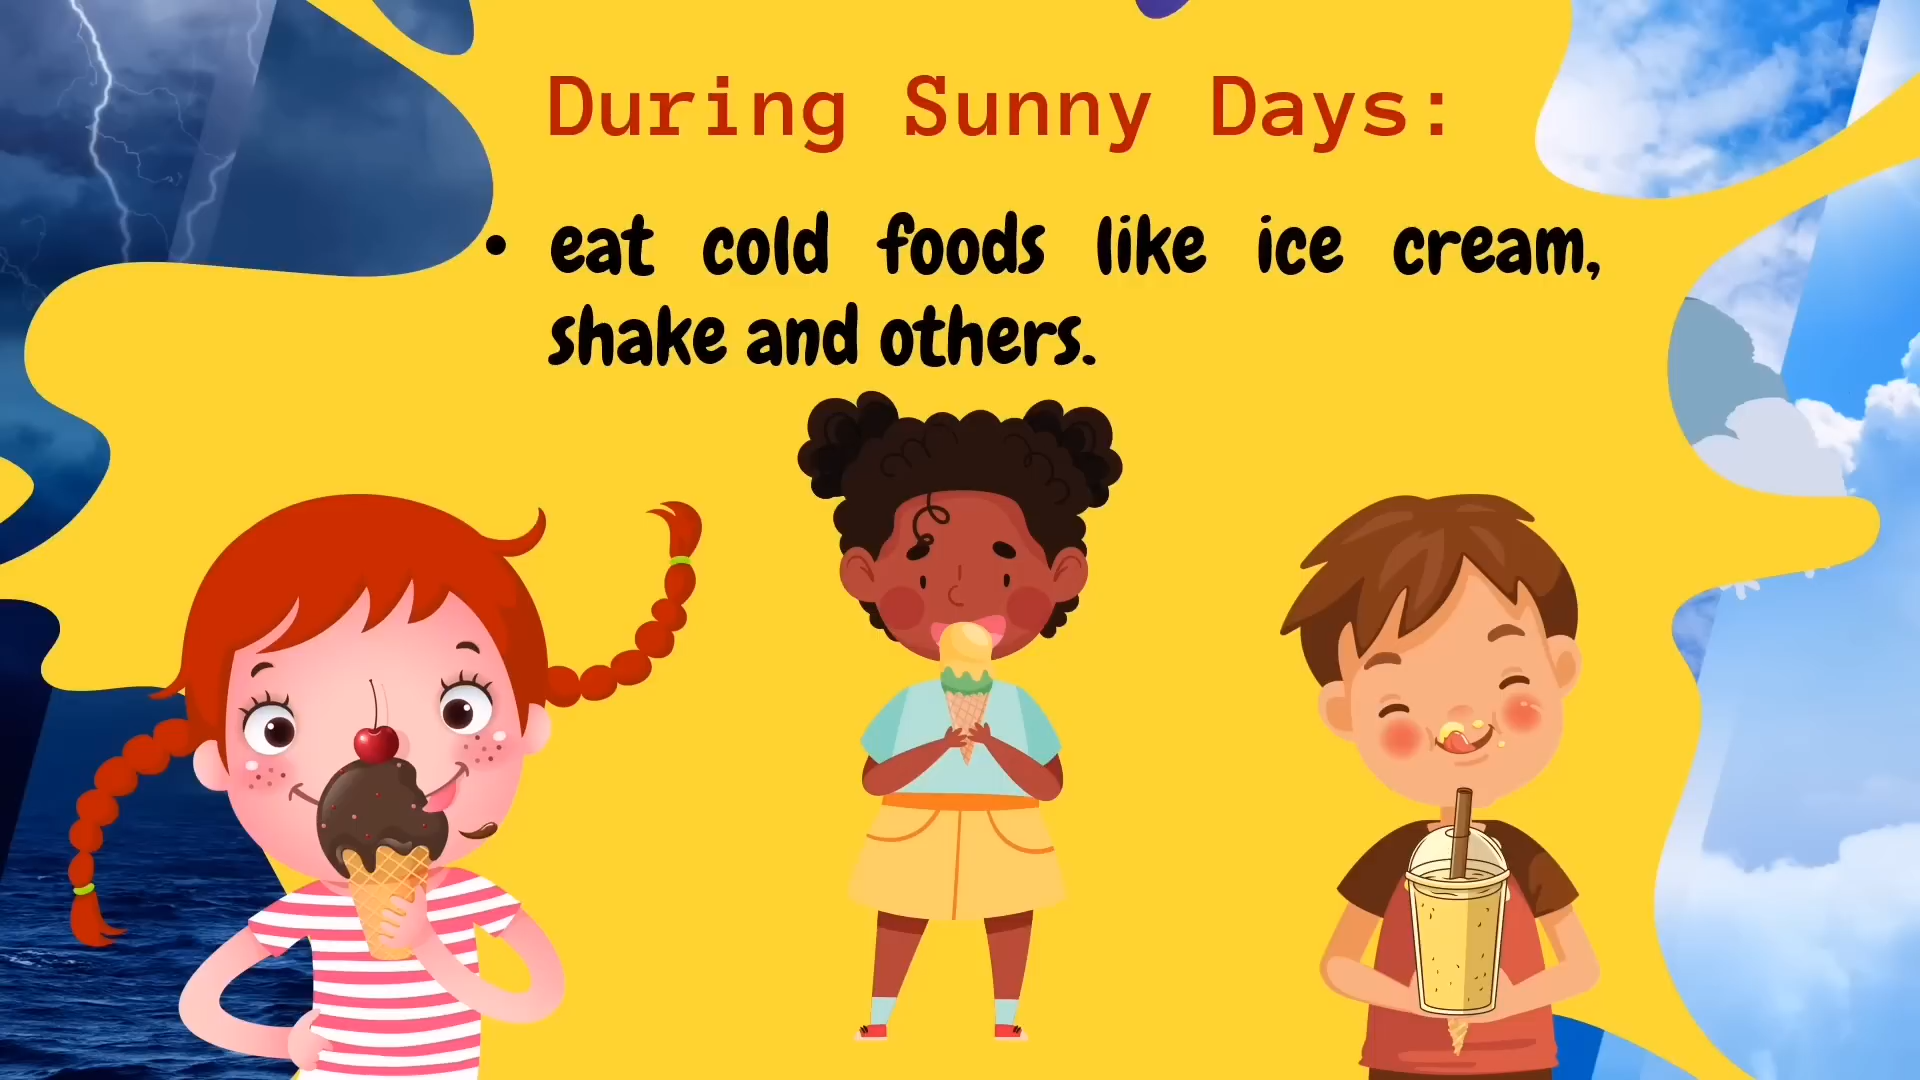 During Sunny Days:
• eat cold foods like ice cream,
shake and others.